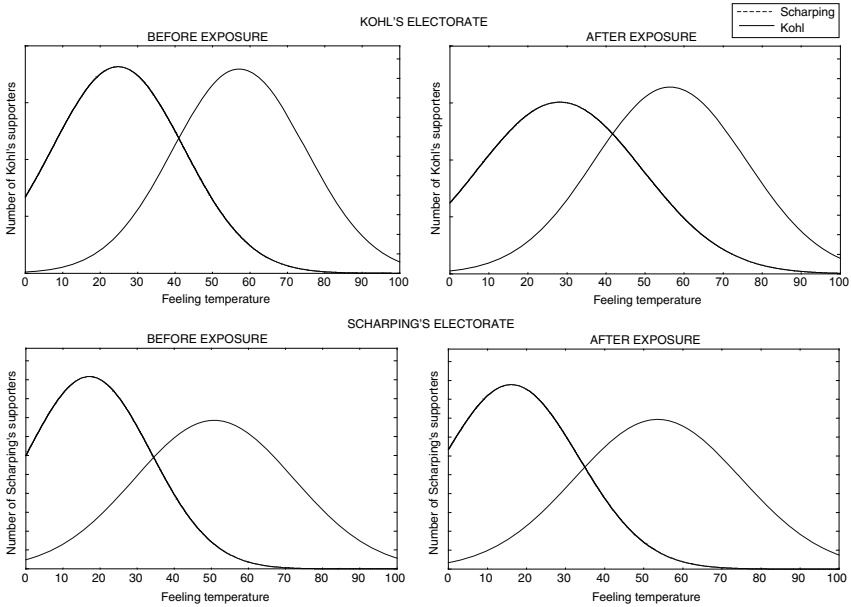 KOHL'S ELECTORATE
Scharping
Kohl
BEFORE EXPOSURE
Number of Kohl's supporters
0 10 20 30 40 50 60 70 80 90 100
Feeling temperature
AFTER EXPOSURE
Number of Kohl's supporters
0 10 20 30 40 50 60 70 80 90 100
Feeling temperature
SCHARPING'S ELECTORATE
BEFORE EXPOSURE
Number of Scharping's supporters
0 10 20 30 40 50 60 70 80 90 100
Feeling temperature
AFTER EXPOSURE
Number of Scharping's supporters
0 10 20 30 40 50 60 70 80 90 100
Feeling temperature